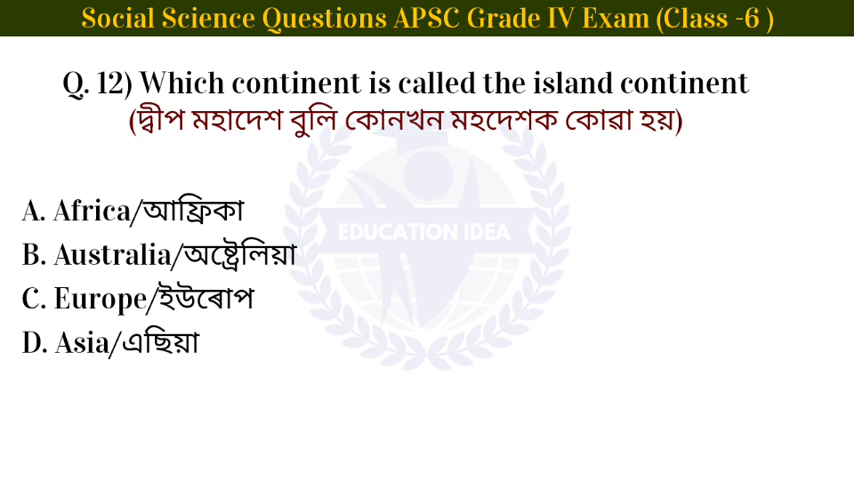 Social Science Questions APSC Grade IV Exam (Class -6 )
Q. 12) Which continent is called the island continent
(দ্বীপ মহাদেশ বুলি কোনখন মহদেশক কোৱা হয়)
EDUCATION IDEA
A. Africa/আফ্ৰিকা
B. Australia/অষ্ট্ৰেলিয়া
C. Europe/ইউৰোপ
D. Asia/এছিয়া